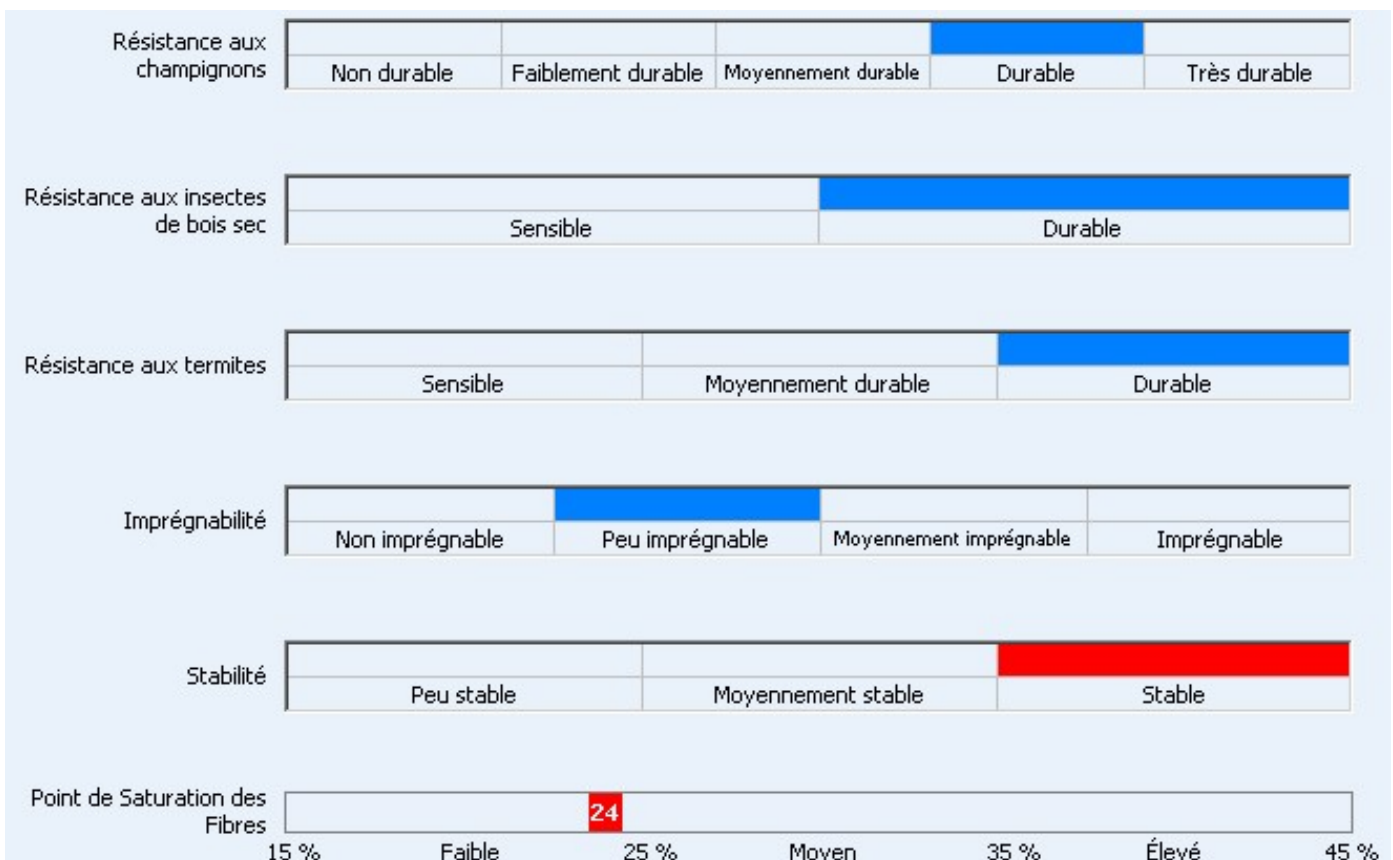 Résistance aux
champignons
Non durable Faiblement durable Moyennement durable Durable Très durable
Résistance aux insectes
de bois sec
Sensible Durable
Résistance aux termites
Sensible Moyennement durable Durable
Imprégnabilité
Non imprégnable Peu imprégnable Moyennement imprégnable Imprégnable
Stabilité
Peu stable Moyennement stable Stable
Point de Saturation des
Fibres
24
15 % Faible 25 % Moyen 35 % Élevé 45 %